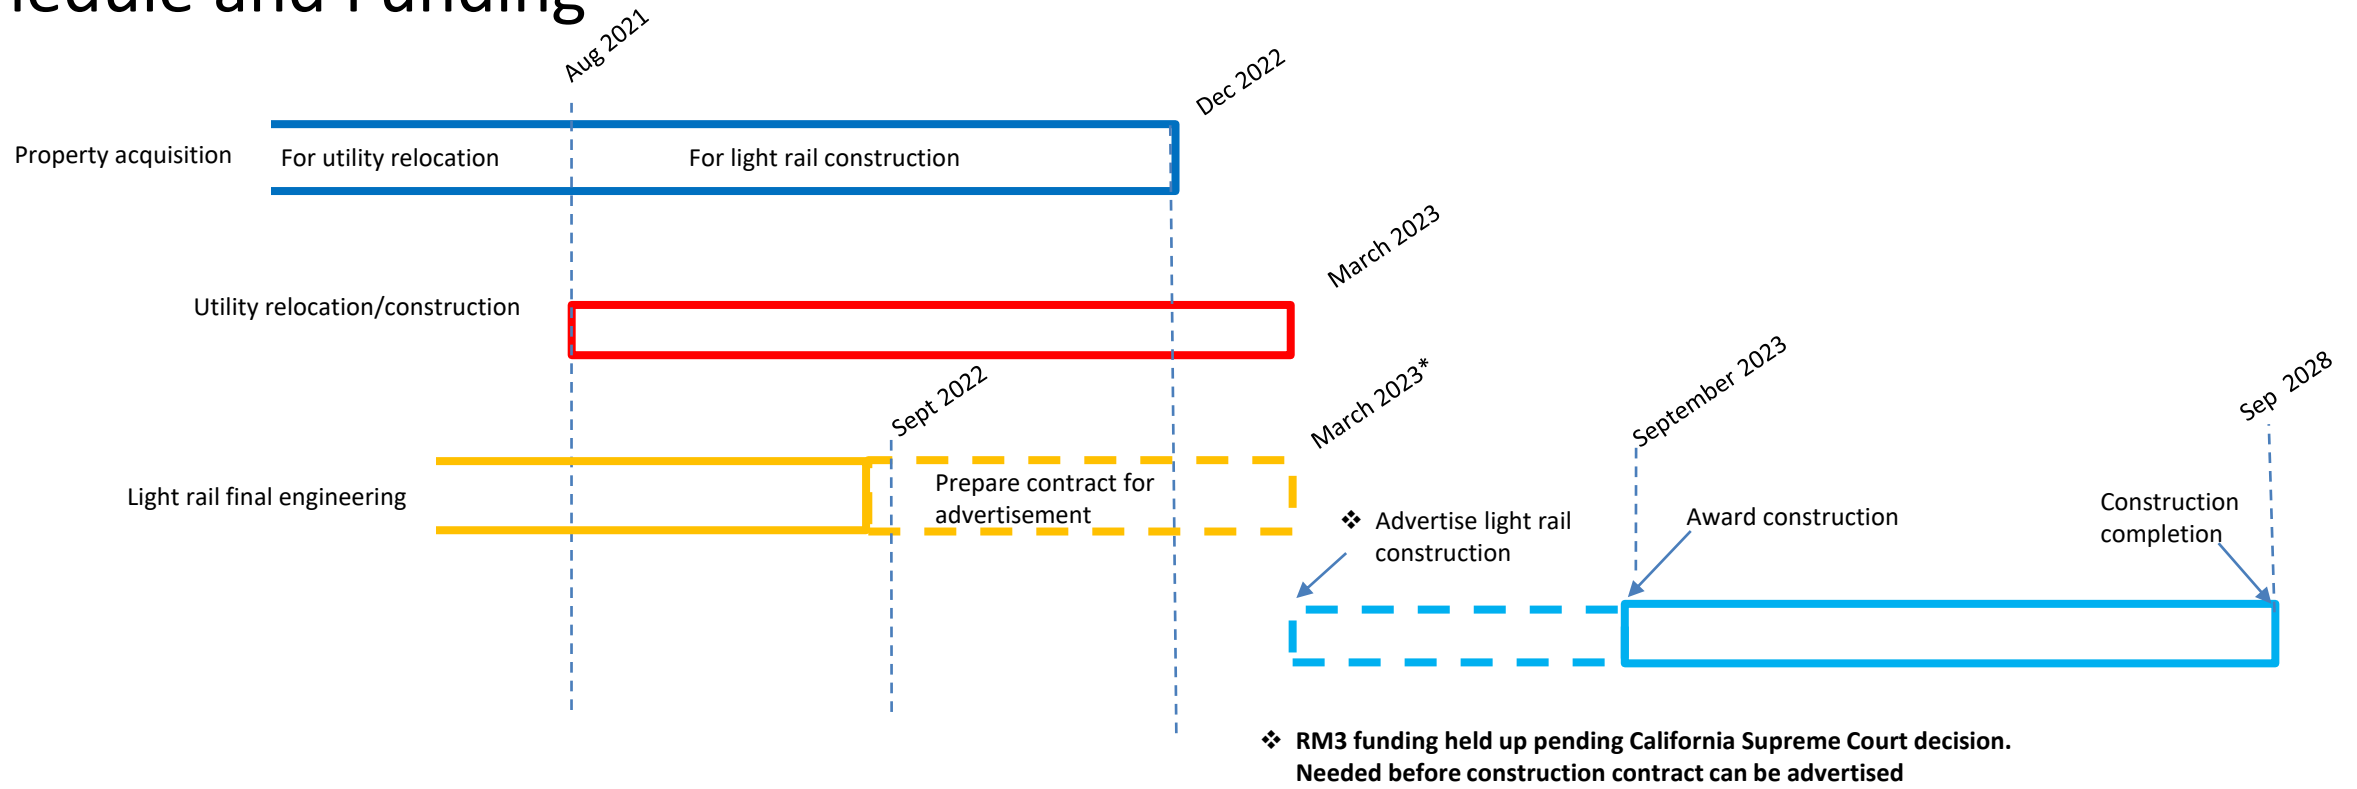 and Funding
Aug 2021
Dec 2022
Property acquisition
For utility relocation
For light rail construction
March 2023
Utility relocation/construction
Sept 2022
March 2023*
September 2023
Sep 2028
Light rail final engineering
Prepare contract for
advertisement
❖ Advertise light rail
construction
Award construction
Construction
completion
❖ RM3 funding held up pending California Supreme Court decision.
Needed before construction contract can be advertised